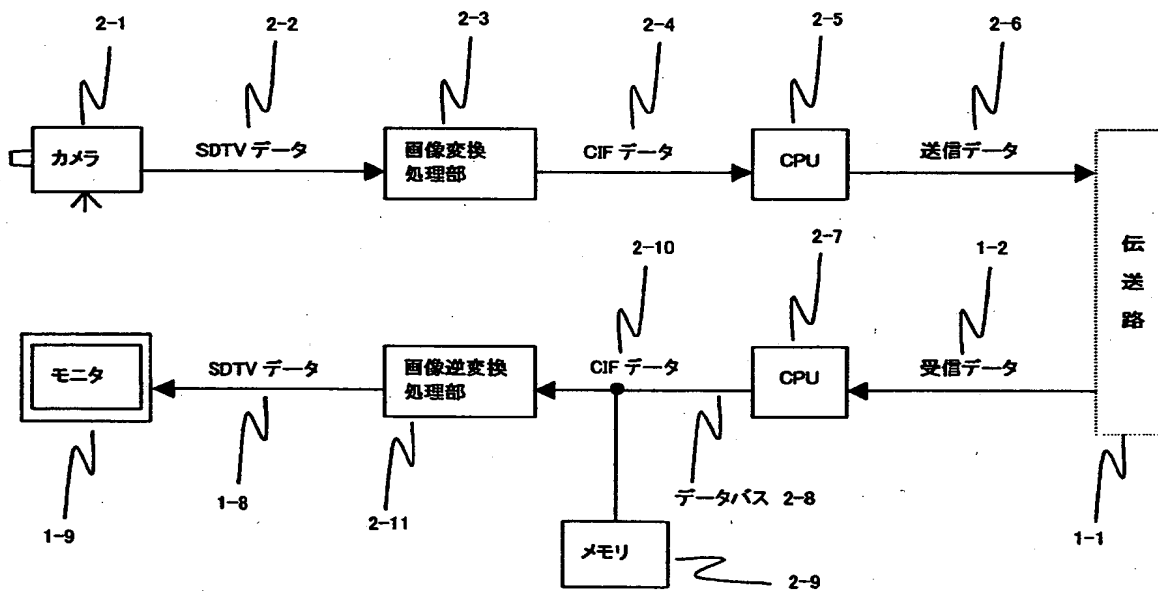 2-1
2-2
2-3
2-4
2-5
2-6
カメラ
SDTV データ
画像変換
処理部
CIF データ
CPU
送信データ
伝送路
2-10
2-7
1-2
モニタ
SDTV データ
画像逆変換
処理部
CIF データ
CPU
受信データ
1-9
1-8
2-11
データバス 2-8
1-1
メモリ
2-9